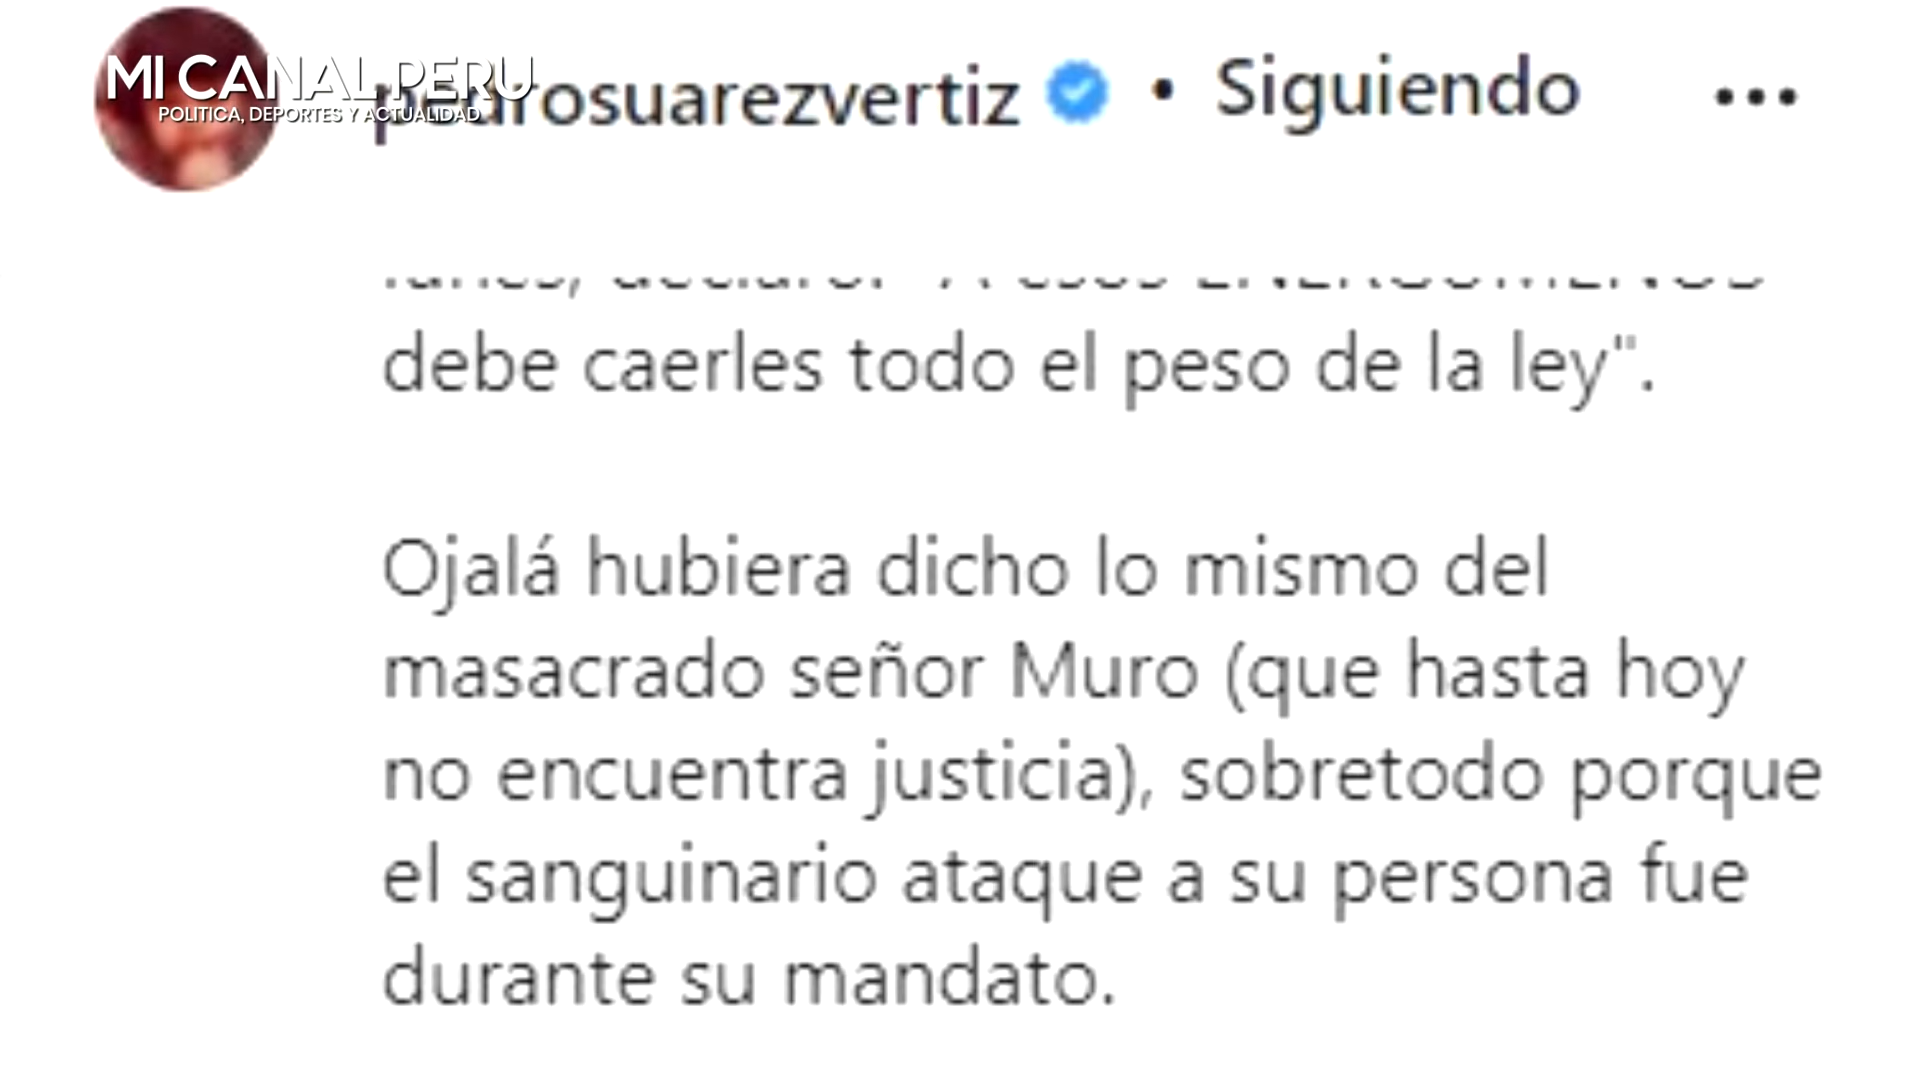 MI CANAL PERU
POLITICA, DEPORTES Y ACTUALIDAD
pedrosuarezvertiz • Siguiendo •••
debe caerles todo el peso de la ley".
Ojalá hubiera dicho lo mismo del
masacrado señor Muro (que hasta hoy
no encuentra justicia), sobretodo porque
el sanguinario ataque a su persona fue
durante su mandato.